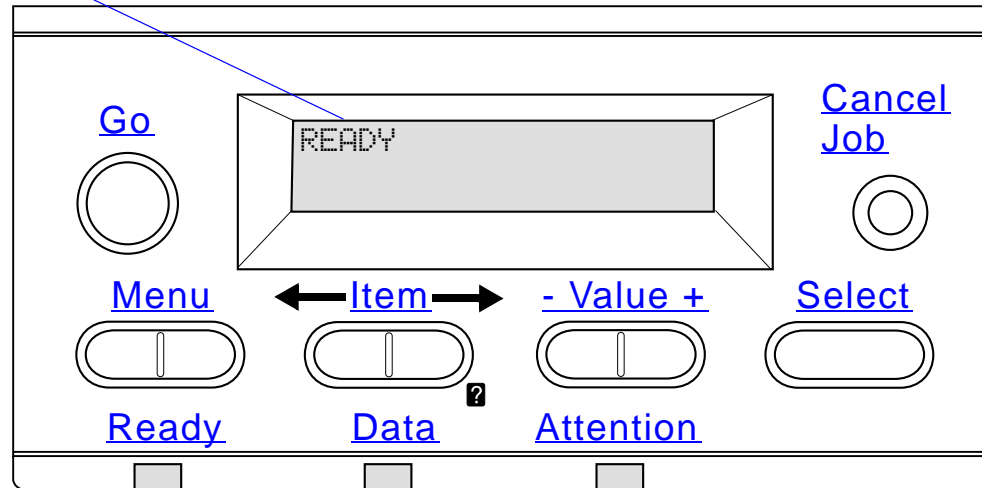 Go
READY
Cancel
Job
Menu
Item
- Value +
Select
?
Ready
Data
Attention